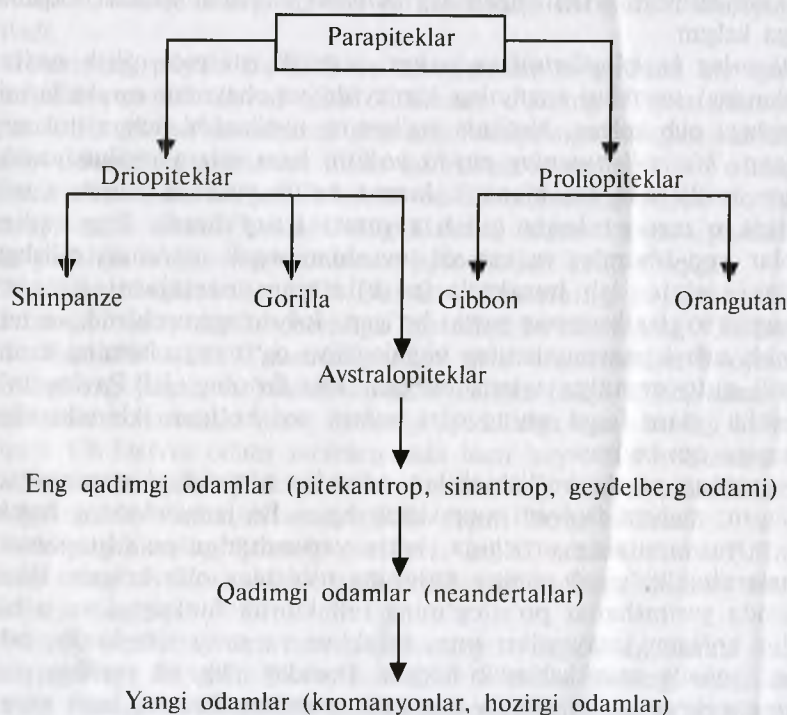 Parapiteklar
Driopiteklar
Proliopiteklar
Shinpanze
Gorilla
Gibbon
Orangutan
Avstralopiteklar
Eng qadimgi odamlar (pitekantrop, sinantrop, geydelberg odami)
Qadimgi odamlar (neandertallar)
Yangi odamlar (kromanyonlar, hozirgi odamlar)